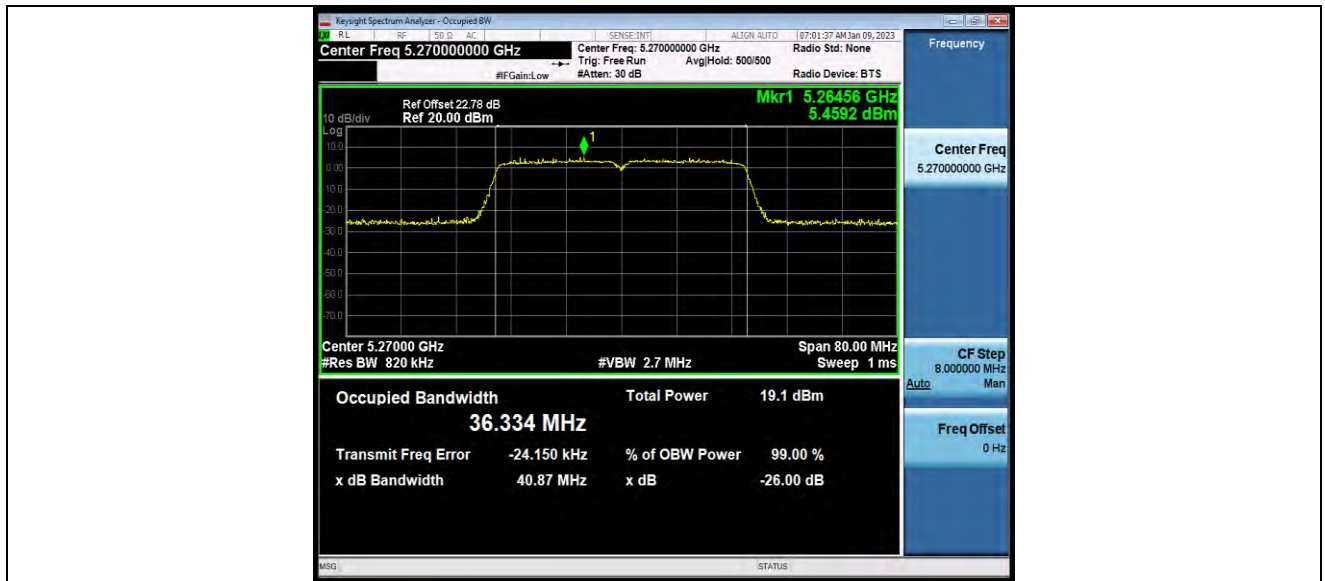 Keysight Spectrum Analyzer - Occupied BW
RL RF 50 Ω AC SENSE:INT ALIGN AUTO 07:01:37 AM Jan 09, 2023
Center Freq 5.270000000 GHz
Center Freq: 5.270000000 GHz Radio Std: None
Trig: Free Run Avg|Hold: 500/500
#IFGain:Low #Atten: 30 dB Radio Device: BTS
Frequency
Mkr1 5.26456 GHz
5.4592 dBm
Ref Offset 22.78 dB
10 dB/div Ref 20.00 dBm
Log
1
10.0
0.00
-10.0
-20.0
-30.0
-40.0
-50.0
-60.0
-70.0
Center 5.27000 GHz Span 80.00 MHz
#Res BW 820 kHz #VBW 2.7 MHz Sweep 1 ms
Center Freq
5.270000000 GHz
CF Step
8.000000 MHz
Auto Man
Freq Offset
0 Hz
Occupied Bandwidth Total Power 19.1 dBm
36.334 MHz
Transmit Freq Error -24.150 kHz % of OBW Power 99.00 %
x dB Bandwidth 40.87 MHz x dB -26.00 dB
MSG STATUS